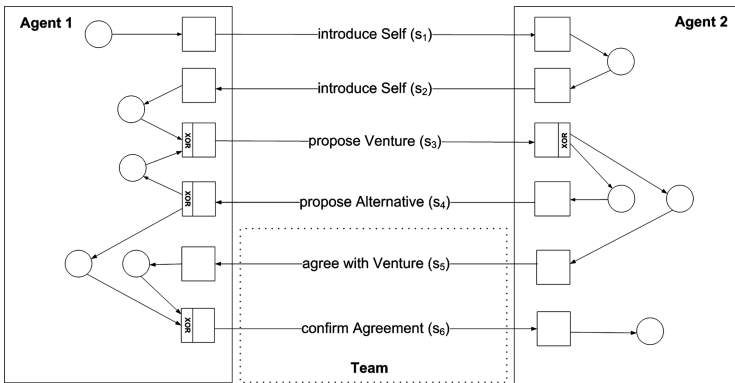 Agent 1
Agent 2
introduce Self (s₁)
introduce Self (s₂)
XOR
propose Venture (s₃)
XOR
XOR
propose Alternative (s₄)
agree with Venture (s₅)
XOR
confirm Agreement (s₆)
Team